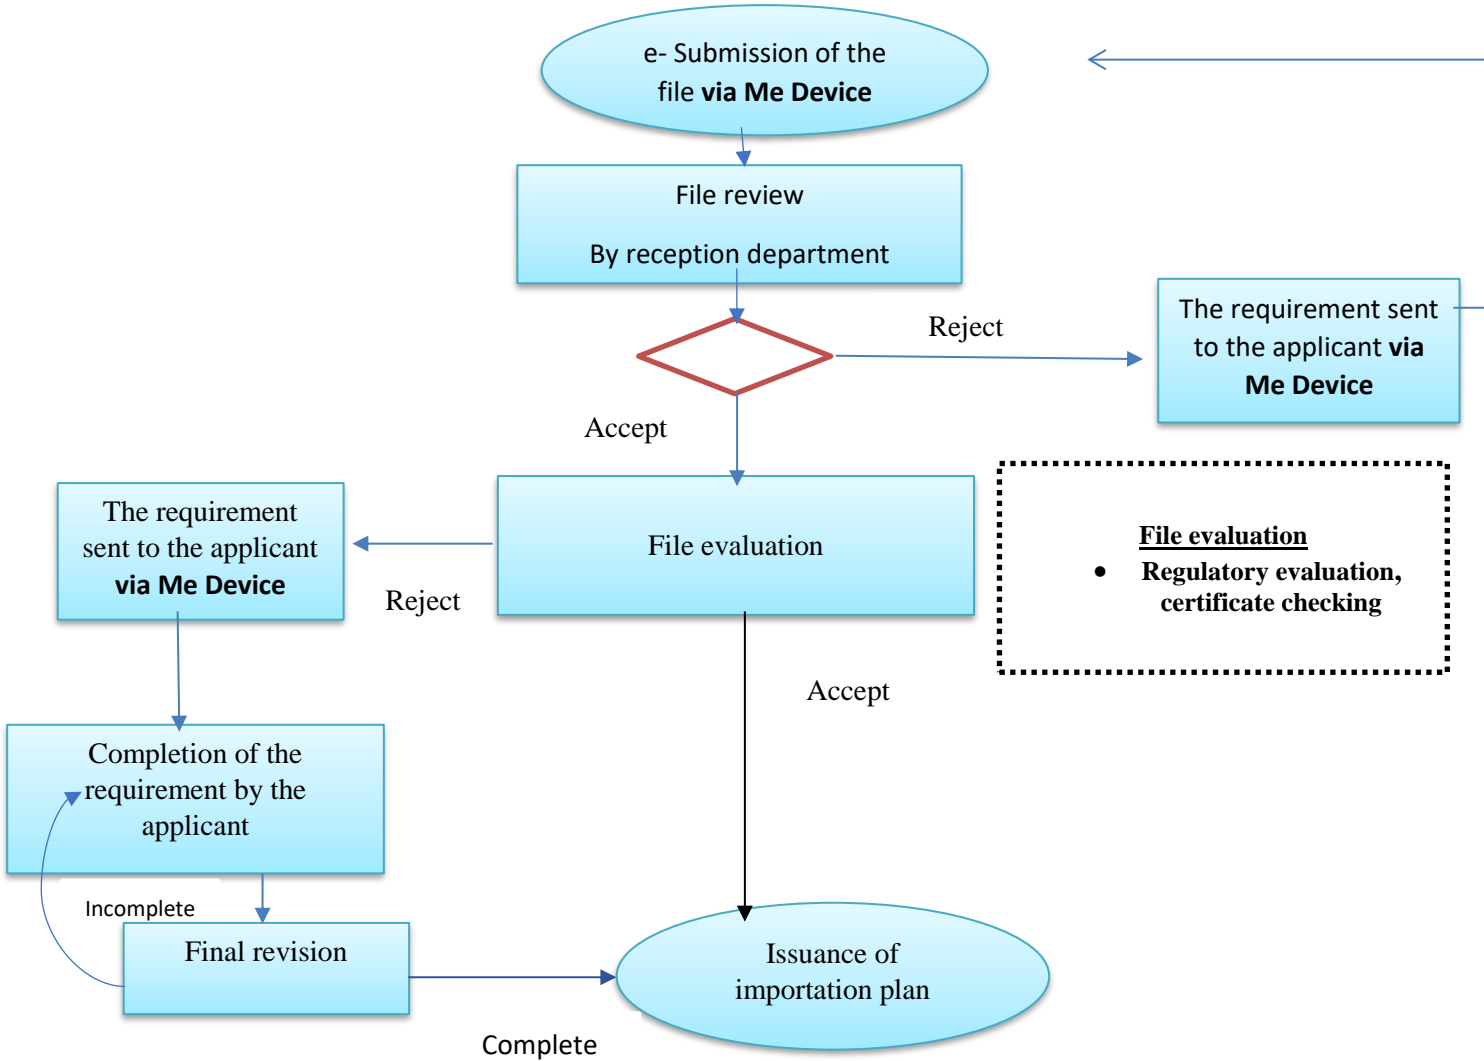 e- Submission of the
file via Me Device
File review
By reception department
Reject
The requirement sent
to the applicant via
Me Device
Accept
The requirement
sent to the applicant
via Me Device
Reject
File evaluation
File evaluation
• Regulatory evaluation,
certificate checking
Accept
Completion of the
requirement by the
applicant
Incomplete
Final revision
Issuance of
importation plan
Complete